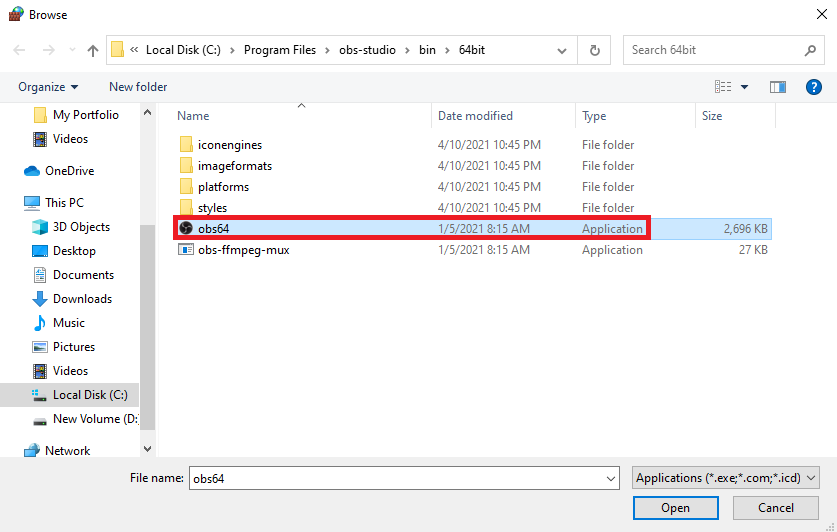 Browse
« Local Disk (C:) › Program Files › obs-studio › bin › 64bit
Search 64bit
Organize
New folder
?
Name Date modified Type Size
My Portfolio
Videos
OneDrive
This PC
3D Objects
Desktop
Documents
Downloads
Music
Pictures
Videos
Local Disk (C:)
New Volume (D:
Network
iconengines 4/10/2021 10:45 PM File folder
imageformats 4/10/2021 10:45 PM File folder
platforms 4/10/2021 10:45 PM File folder
styles 4/10/2021 10:45 PM File folder
obs64 1/5/2021 8:15 AM Application 2,696 KB
obs-ffmpeg-mux 1/5/2021 8:15 AM Application 27 KB
File name: obs64
Applications (*.exe;*.com;*.icd)
Open
Cancel